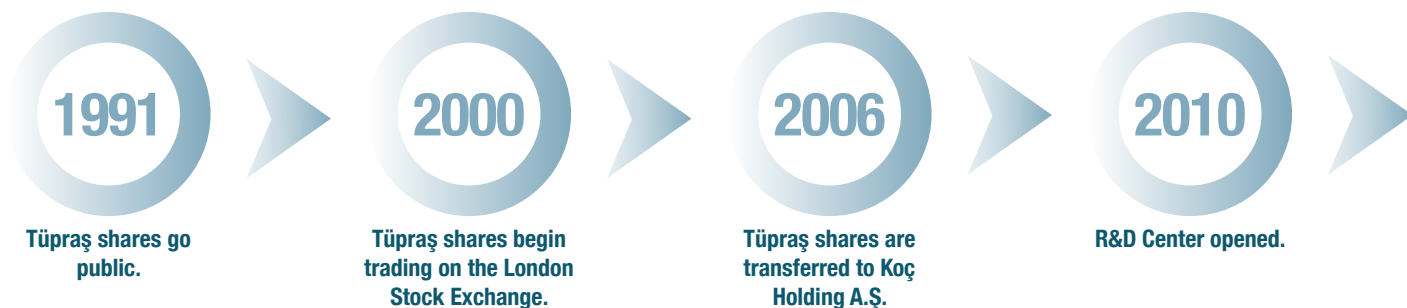 1991
Tüpraş shares go
public.
2000
Tüpraş shares begin
trading on the London
Stock Exchange.
2006
Tüpraş shares are
transferred to Koç
Holding A.Ş.
2010
R&D Center opened.